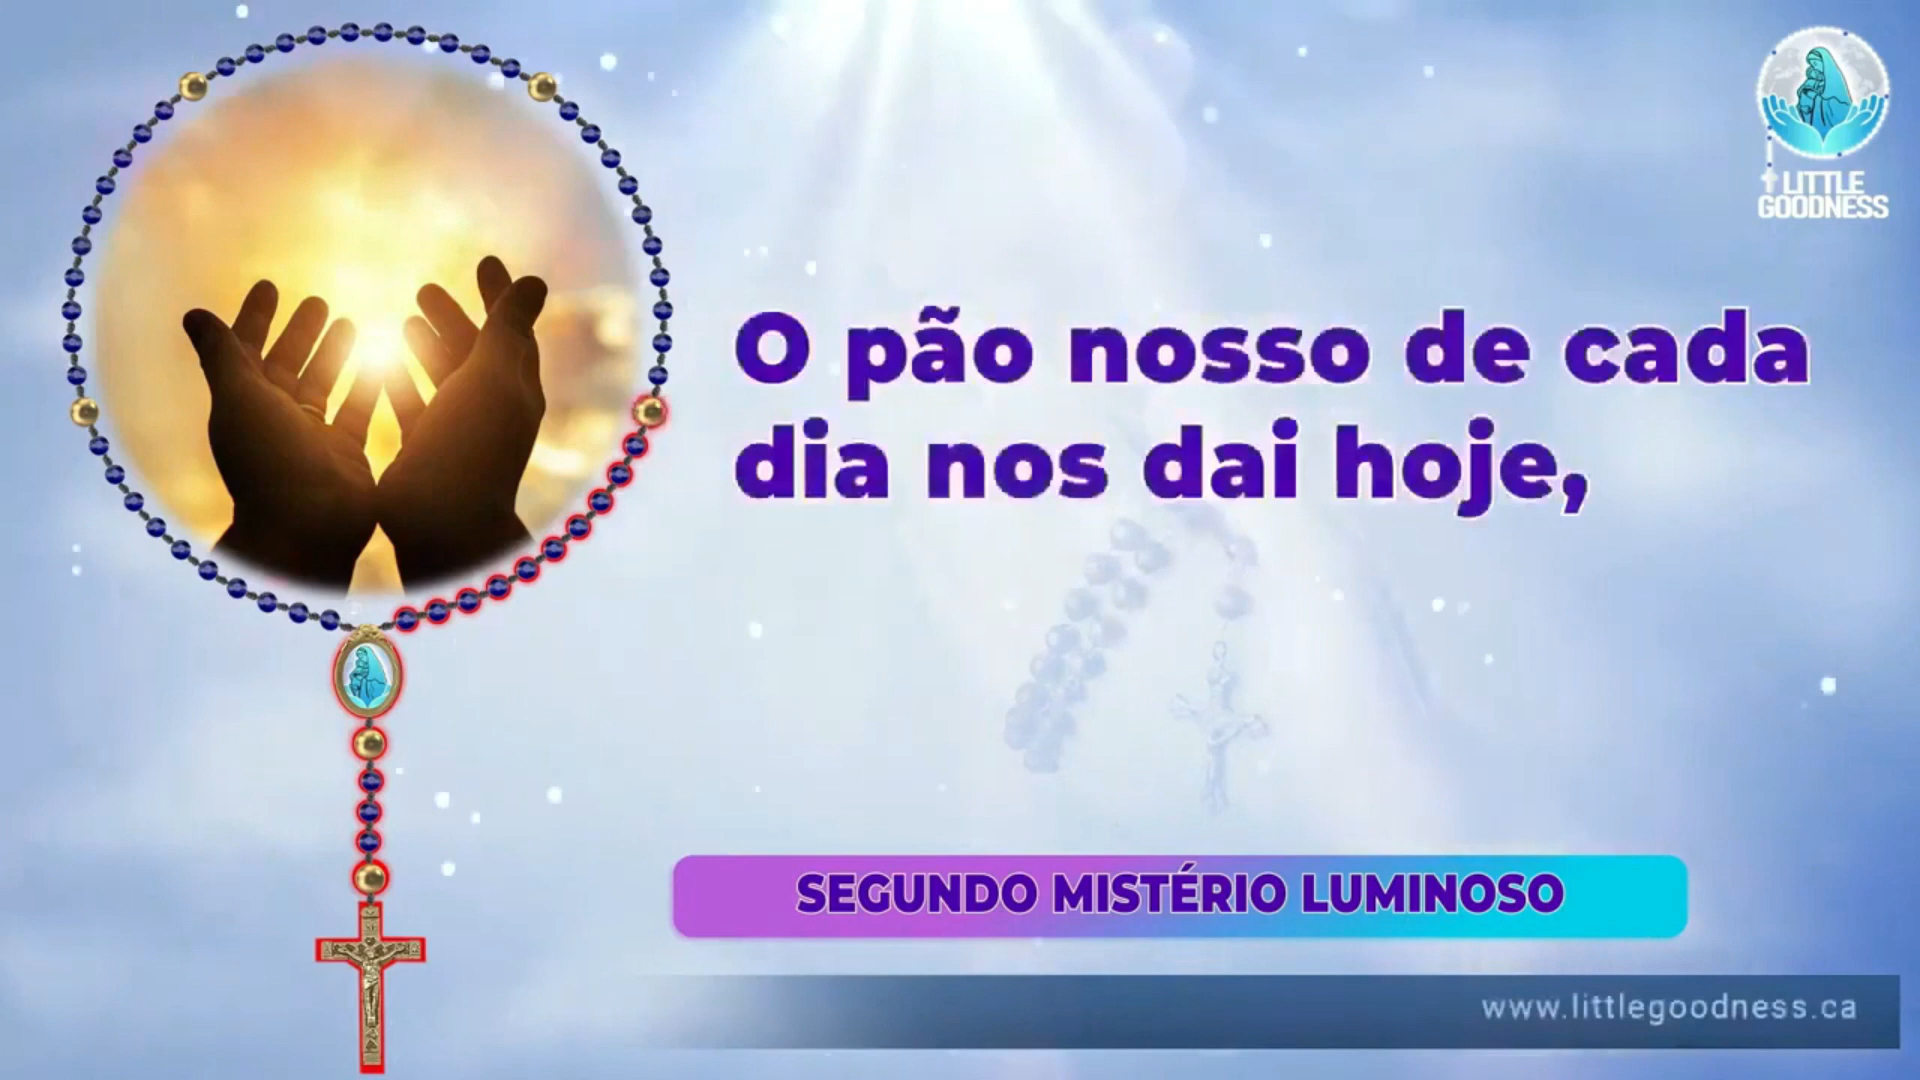 LITTLE
GOODNESS
O pão nosso de cada
dia nos dai hoje,
SEGUNDO MISTÉRIO LUMINOSO
www.littlegoodness.ca